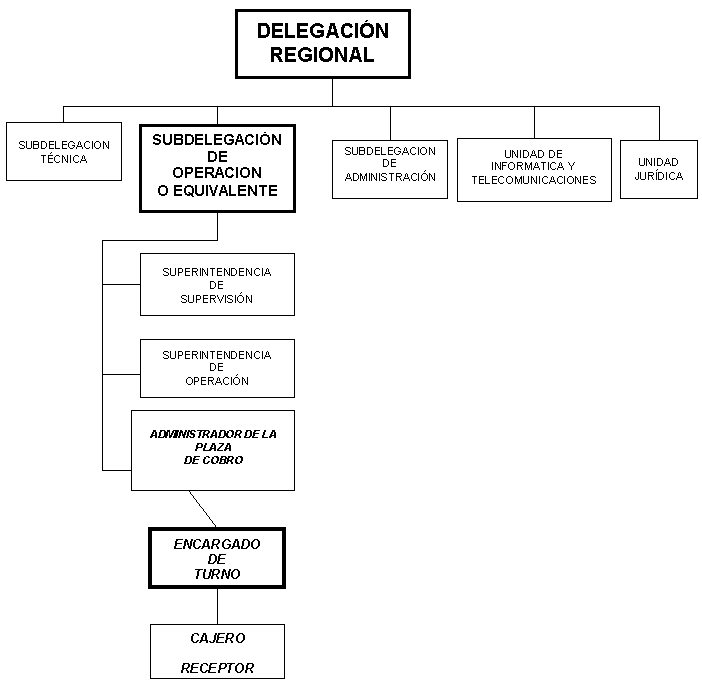 DELEGACIÓN
REGIONAL
SUBDELEGACION
TÉCNICA
SUBDELEGACIÓN
DE
OPERACION
O EQUIVALENTE
SUBDELEGACION
DE
ADMINISTRACIÓN
UNIDAD DE
INFORMATICA Y
TELECOMUNICACIONES
UNIDAD
JURÍDICA
SUPERINTENDENCIA
DE
SUPERVISIÓN
SUPERINTENDENCIA
DE
OPERACIÓN
ADMINISTRADOR DE LA
PLAZA
DE COBRO
ENCARGADO
DE
TURNO
CAJERO
RECEPTOR